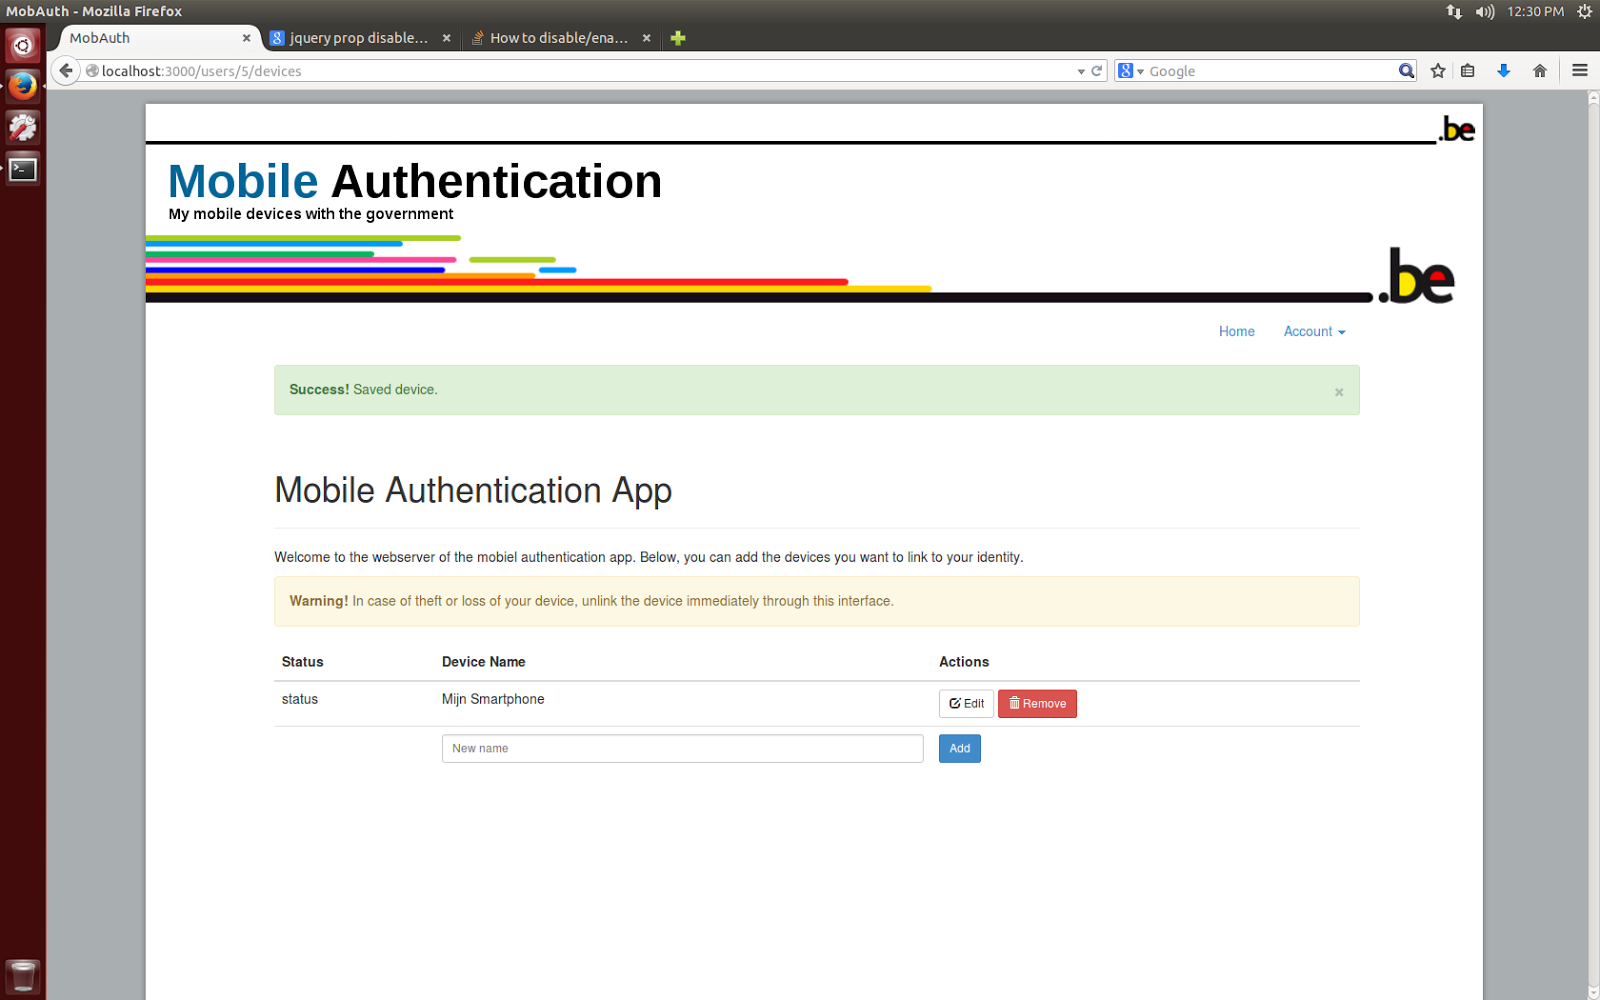 MobAuth - Mozilla Firefox
12:30 PM
MobAuth
jquery prop disable...
How to disable/ena...
localhost:3000/users/5/devices
Google
.be
Mobile Authentication
My mobile devices with the government
.be
Home
Account
Success! Saved device.
×
Mobile Authentication App
Welcome to the webserver of the mobiel authentication app. Below, you can add the devices you want to link to your identity.
Warning! In case of theft or loss of your device, unlink the device immediately through this interface.
Status Device Name Actions
status Mijn Smartphone Edit Remove
New name Add